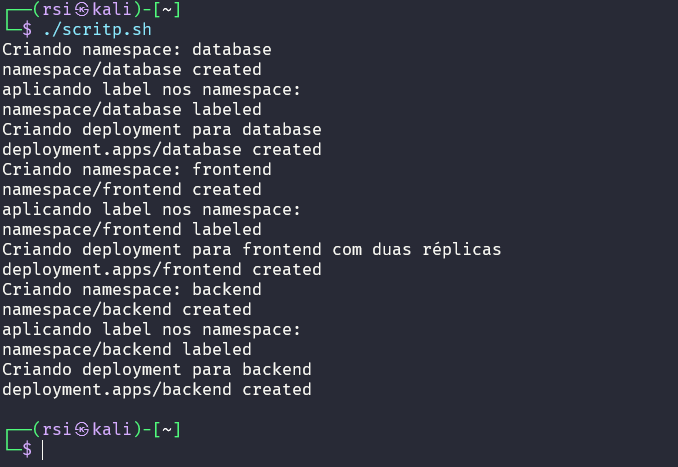 ┌──(rsi㉿kali)-[~]
└─$ ./scritp.sh
Criando namespace: database
namespace/database created
aplicando label nos namespace:
namespace/database labeled
Criando deployment para database
deployment.apps/database created
Criando namespace: frontend
namespace/frontend created
aplicando label nos namespace:
namespace/frontend labeled
Criando deployment para frontend com duas réplicas
deployment.apps/frontend created
Criando namespace: backend
namespace/backend created
aplicando label nos namespace:
namespace/backend labeled
Criando deployment para backend
deployment.apps/backend created
┌──(rsi㉿kali)-[~]
└─$